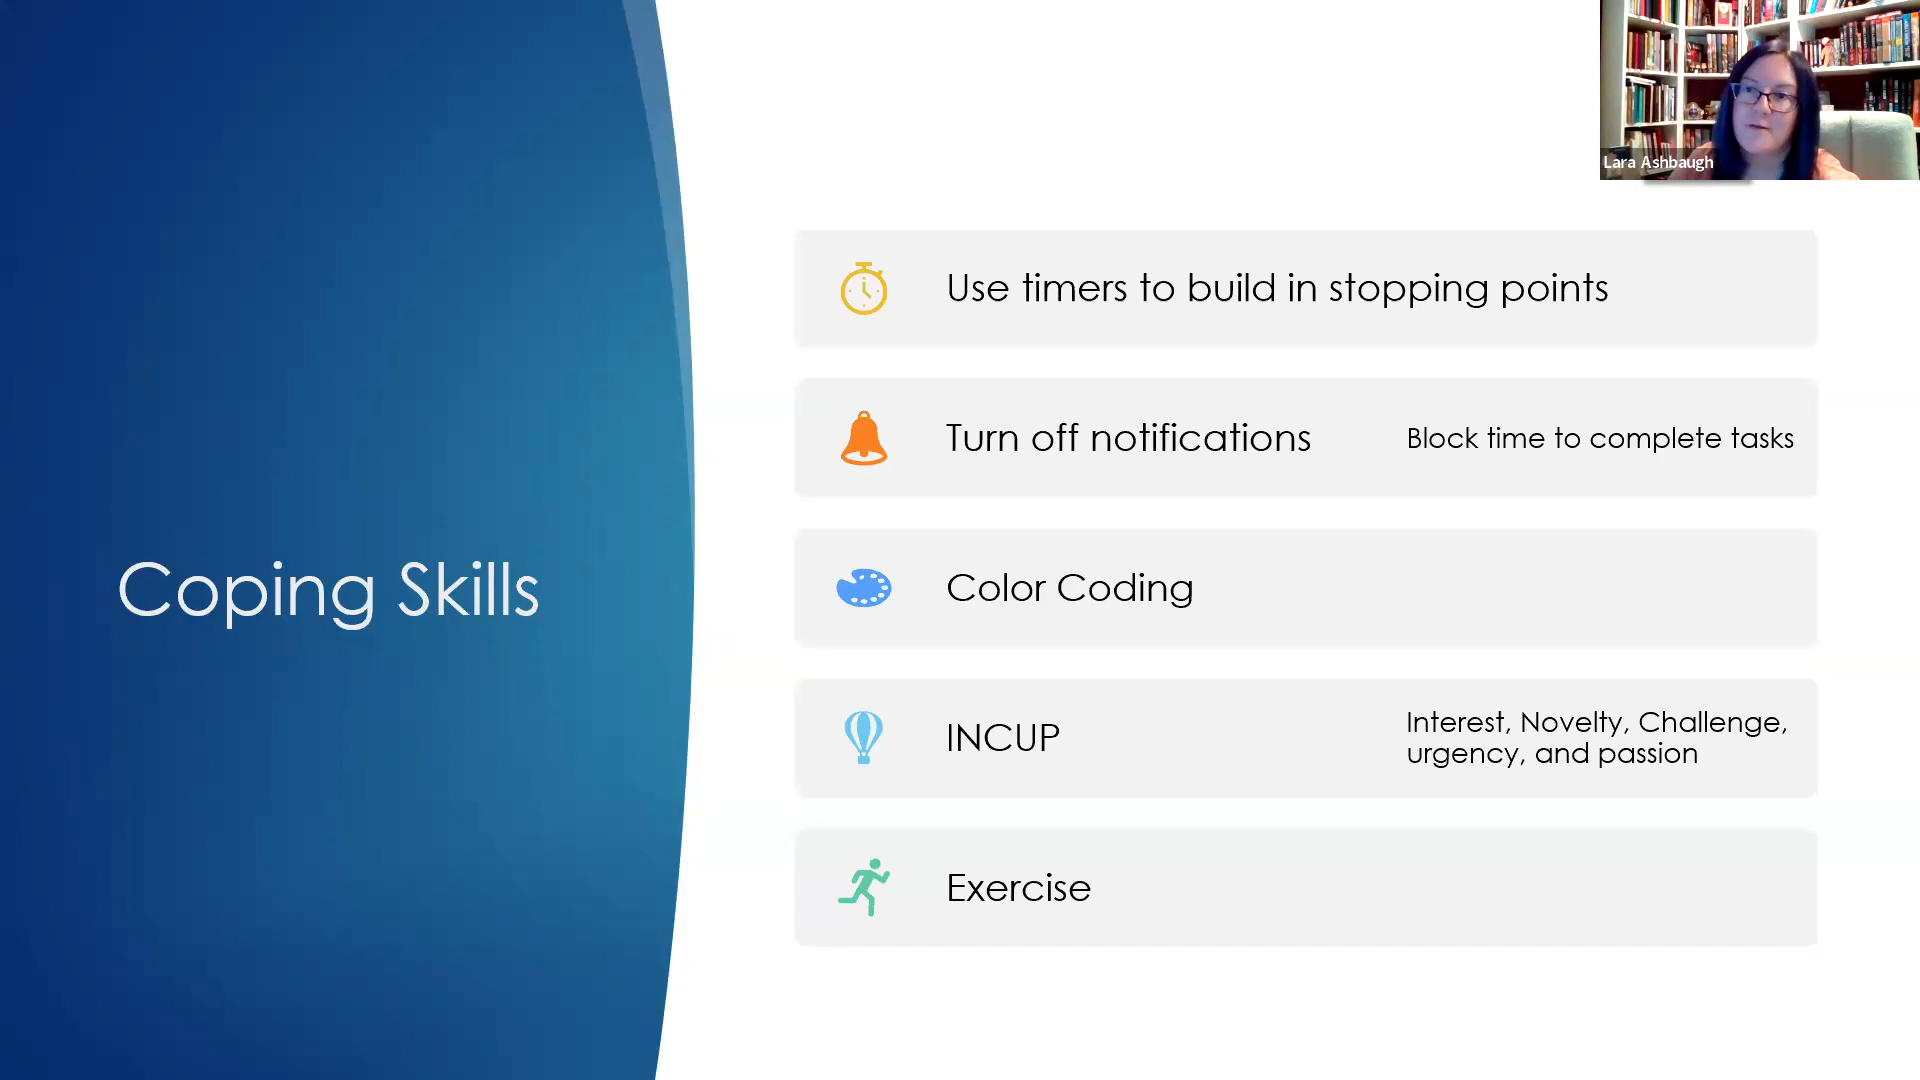 Lara Ashbaugh
Coping Skills
Use timers to build in stopping points
Turn off notifications
Block time to complete tasks
Color Coding
INCUP
Interest, Novelty, Challenge,
urgency, and passion
Exercise